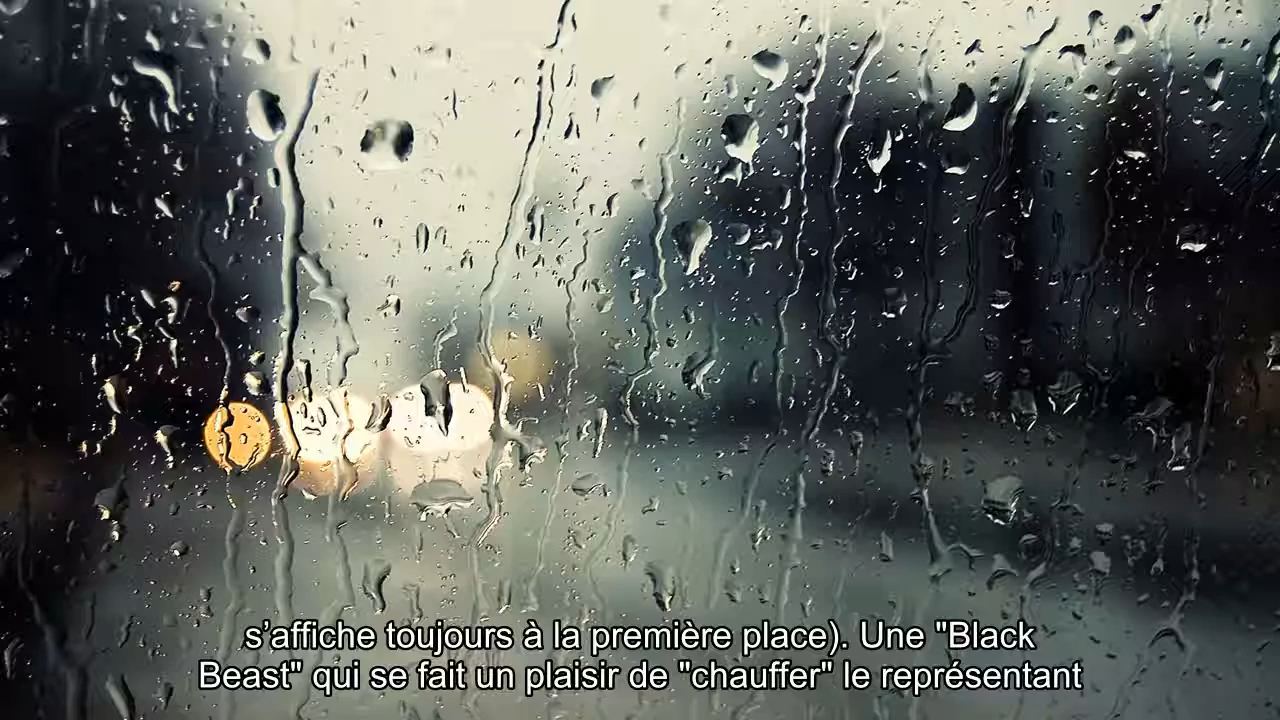 s’affiche toujours à la première place). Une "Black
Beast" qui se fait un plaisir de "chauffer" le représentant